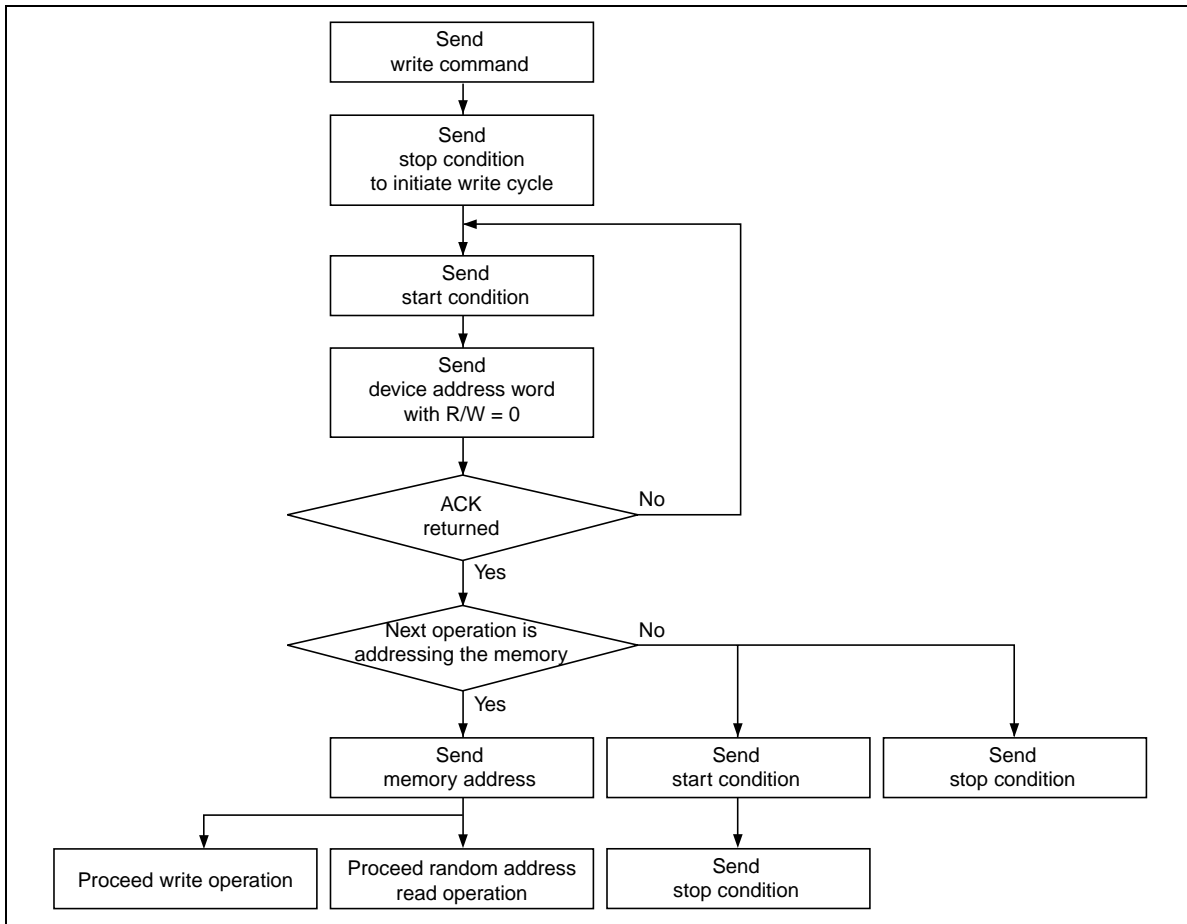 Send
write command
Send
stop condition
to initiate write cycle
Send
start condition
Send
device address word
with R/W = 0
ACK
returned
No
Yes
Next operation is
addressing the memory
No
Yes
Send
memory address
Send
start condition
Send
stop condition
Proceed write operation
Proceed random address
read operation
Send
stop condition